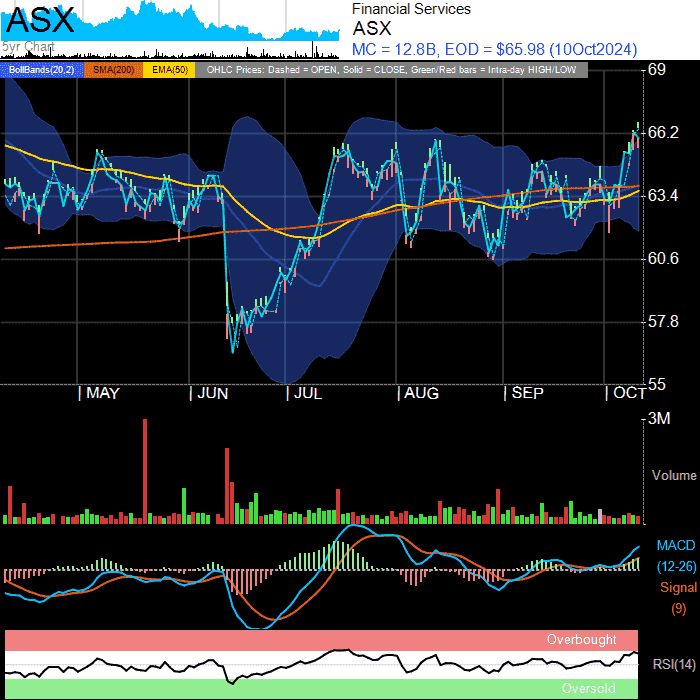 ASX
5yr Chart
Financial Services
ASX
MC = 12.8B, EOD = $65.98 (10Oct2024)
BollBands(20,2) SMA(200) EMA(50) OHLC Prices: Dashed = OPEN, Solid = CLOSE, Green/Red bars = Intra-day HIGH/LOW
69
66.2
63.4
60.6
57.8
55
| MAY | JUN | JUL | AUG | SEP | OCT
3M
Volume
MACD
(12-26)
Signal
(9)
Overbought
RSI(14)
Oversold